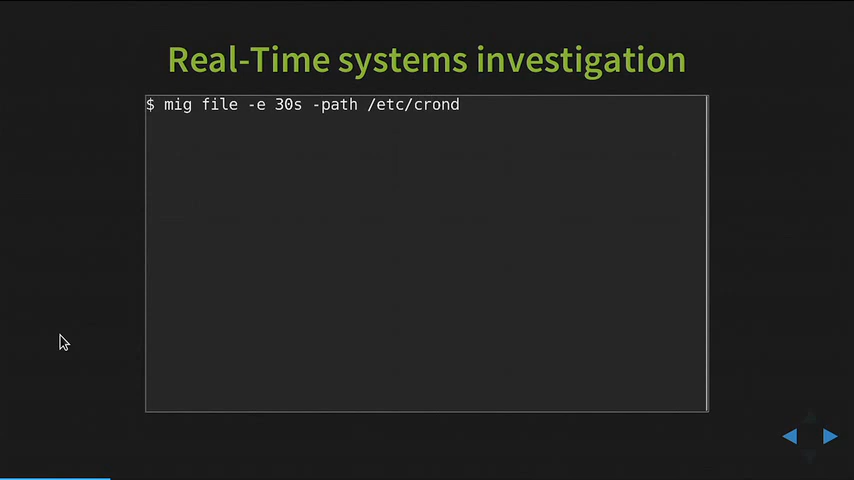 Real-Time systems investigation
$ mig file -e 30s -path /etc/crond